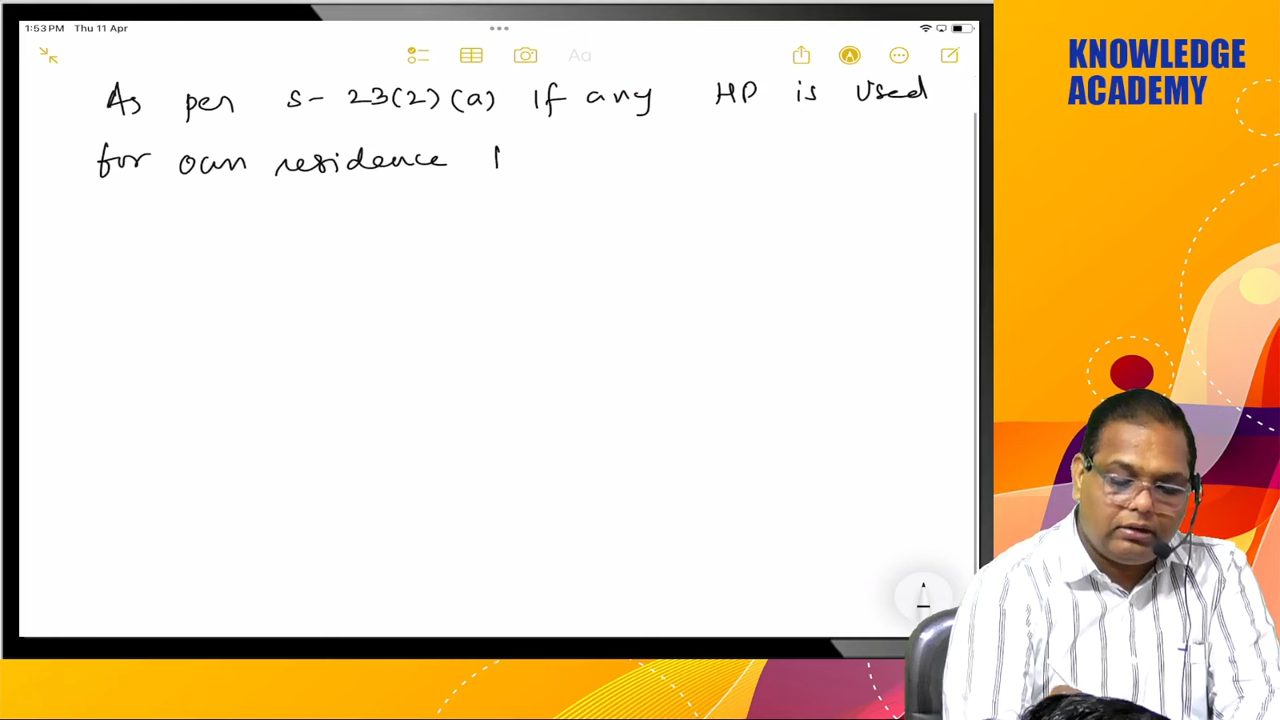 1:53 PM Thu 11 Apr
Aa
KNOWLEDGE
ACADEMY
As per S- 23(2)(a) If any HP is used
for own residence